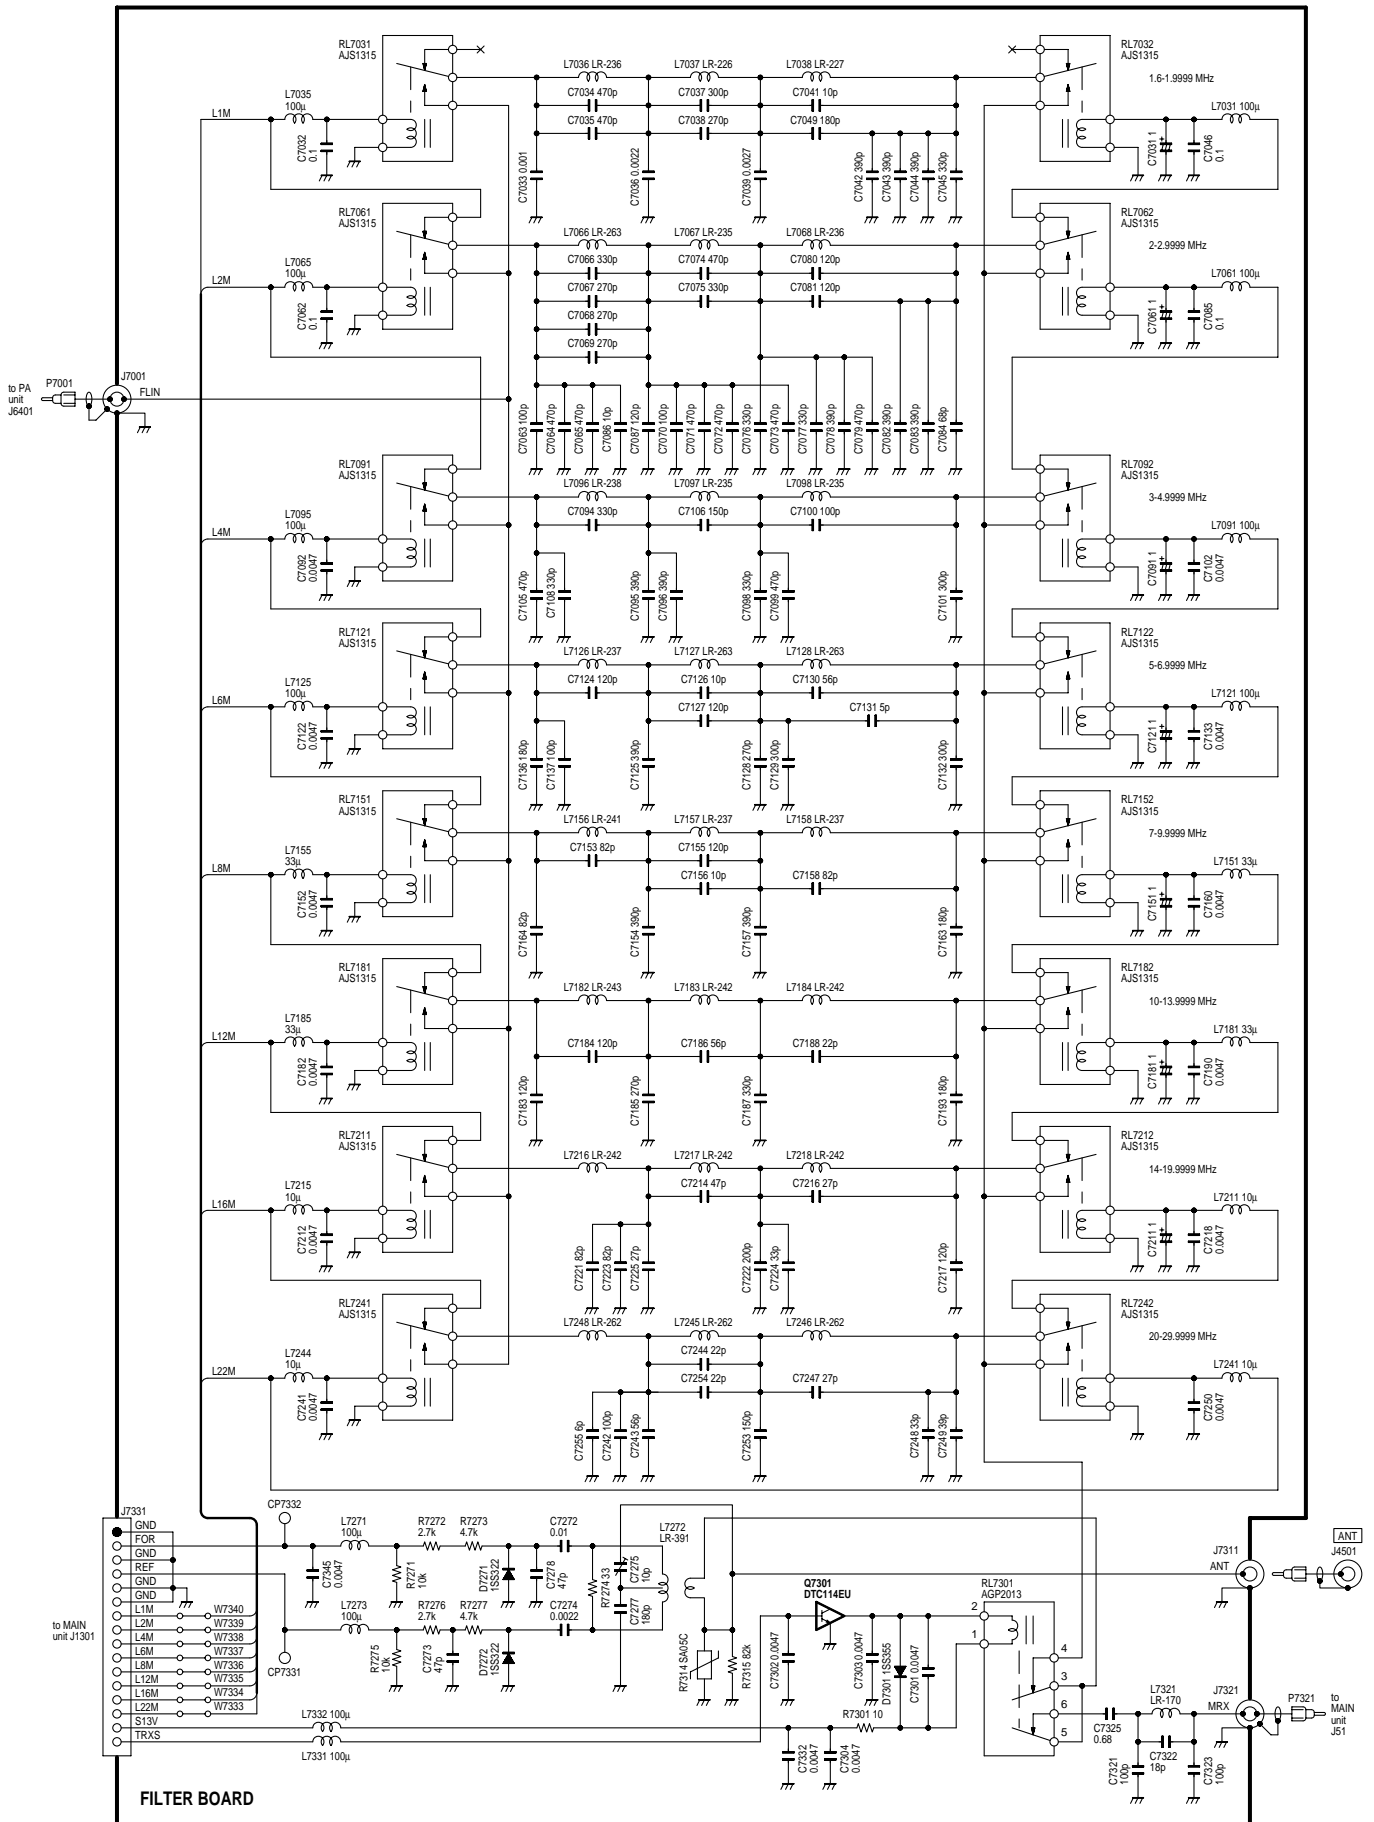 RL7031
AJS1315
L7036 LR-236
L7037 LR-226
L7038 LR-227
RL7032
AJS1315
1.6-1.9999 MHz
C7034 470p
C7037 300p
C7041 10p
L7035
100µ
L7031 100µ
L1M
C7035 470p
C7038 270p
C7049 180p
C7032
0.1
C7033 0.001
C7036 0.0022
C7039 0.0027
C7042 390p
C7043 390p
C7044 390p
C7045 330p
C7031 1
C7046
0.1
RL7061
AJS1315
L7066 LR-263
L7067 LR-235
L7068 LR-236
RL7062
AJS1315
2-2.9999 MHz
C7066 330p
C7074 470p
C7080 120p
L7065
100µ
L7061 100µ
L2M
C7067 270p
C7075 330p
C7081 120p
C7062
0.1
C7068 270p
C7069 270p
C7061 1
C7085
0.1
to PA
unit
J6401
P7001
J7001
FLIN
C7063 100p
C7064 470p
C7065 470p
C7086 10p
C7087 120p
C7070 100p
C7071 470p
C7072 470p
C7076 330p
C7073 470p
C7077 330p
C7078 390p
C7079 470p
C7082 390p
C7083 390p
C7084 68p
RL7091
AJS1315
L7096 LR-238
L7097 LR-235
L7098 LR-235
RL7092
AJS1315
3-4.9999 MHz
C7094 330p
C7106 150p
C7100 100p
L7095
100µ
L7091 100µ
L4M
C7092
0.0047
C7105 470p
C7108 330p
C7095 390p
C7096 390p
C7098 330p
C7099 470p
C7101 300p
C7091 1
C7102
0.0047
RL7121
AJS1315
L7126 LR-237
L7127 LR-263
L7128 LR-263
RL7122
AJS1315
5-6.9999 MHz
C7124 120p
C7126 10p
C7130 56p
L7125
100µ
L7121 100µ
L6M
C7127 120p
C7131 5p
C7122
0.0047
C7136 180p
C7137 100p
C7125 390p
C7128 270p
C7129 300p
C7132 300p
C7121 1
C7133
0.0047
RL7151
AJS1315
L7156 LR-241
L7157 LR-237
L7158 LR-237
RL7152
AJS1315
7-9.9999 MHz
C7153 82p
C7155 120p
L7155
33µ
L7151 33µ
L8M
C7156 10p
C7158 82p
C7152
0.0047
C7164 82p
C7154 390p
C7157 390p
C7163 180p
C7151 1
C7160
0.0047
RL7181
AJS1315
L7182 LR-243
L7183 LR-242
L7184 LR-242
RL7182
AJS1315
10-13.9999 MHz
L7185
33µ
L7181 33µ
L12M
C7184 120p
C7186 56p
C7188 22p
C7182
0.0047
C7183 120p
C7185 270p
C7187 330p
C7193 180p
C7181 1
C7190
0.0047
RL7211
AJS1315
L7216 LR-242
L7217 LR-242
L7218 LR-242
RL7212
AJS1315
14-19.9999 MHz
C7214 47p
C7216 27p
L7215
10µ
L7211 10µ
L16M
C7212
0.0047
C7221 82p
C7223 82p
C7225 27p
C7222 200p
C7224 33p
C7217 120p
C7211 1
C7218
0.0047
RL7241
AJS1315
L7248 LR-262
L7245 LR-262
L7246 LR-262
RL7242
AJS1315
20-29.9999 MHz
C7244 22p
L7244
10µ
L7241 10µ
L22M
C7254 22p
C7247 27p
C7241
0.0047
C7255 6p
C7242 100p
C7243 56p
C7253 150p
C7248 33p
C7249 39p
C7250
0.0047
J7331
CP7332
GND
FOR
GND
REF
GND
GND
L1M W7340
L2M W7339
L4M W7338
L6M W7337
L8M W7336
L12M W7335
L16M W7334
L22M W7333
S13V
TRXS
to MAIN
unit J1301
CP7331
L7271
100µ
R7272
2.7k
R7273
4.7k
C7272
0.01
L7272
LR-391
C7345
0.0047
R7271
10k
D7271
1SS322
C7278
47p
R7274 33
C7275
10p
L7273
100µ
R7276
2.7k
R7277
4.7k
C7274
0.0022
C7277
180p
R7275
10k
C7273
47p
D7272
1SS322
R7314 SA05C
R7315 82k
L7332 100µ
L7331 100µ
Q7301
DTC114EU
C7302 0.0047
C7303 0.0047
D7301 1SS355
C7301 0.0047
R7301 10
C7332
0.0047
C7304
0.0047
RL7301
AGP2013
2
1
4
3
6
5
J7311
ANT
ANT
J4501
L7321
LR-170
J7321
MRX
P7321
to
MAIN
unit
J51
C7325
0.68
C7321
100p
C7322
18p
C7323
100p
FILTER BOARD